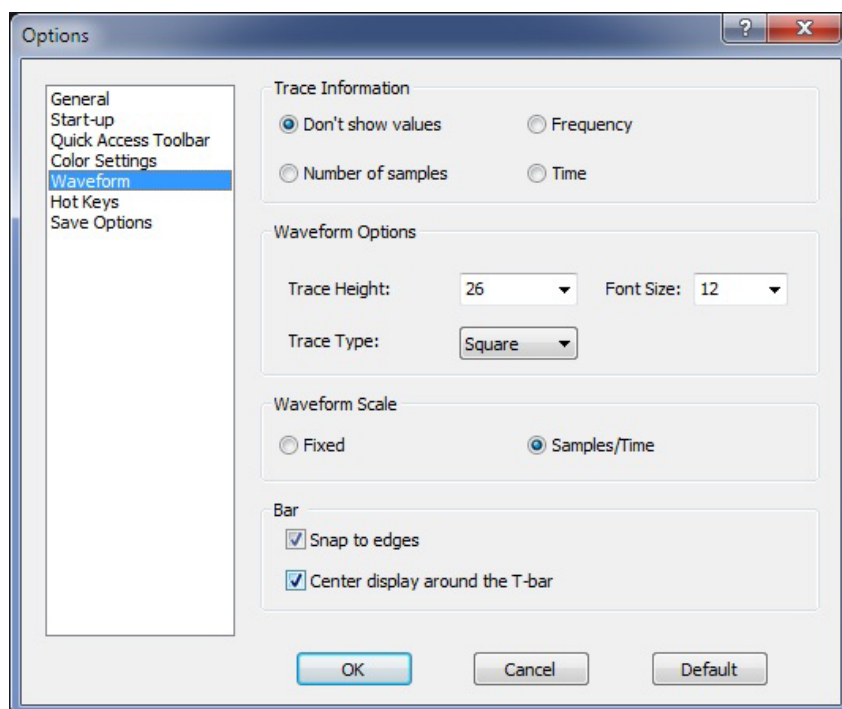 Options
?
X
General
Start-up
Quick Access Toolbar
Color Settings
Waveform
Hot Keys
Save Options
Trace Information
Don't show values
Frequency
Number of samples
Time
Waveform Options
Trace Height: 26 Font Size: 12
Trace Type: Square
Waveform Scale
Fixed
Samples/Time
Bar
Snap to edges
Center display around the T-bar
OK
Cancel
Default